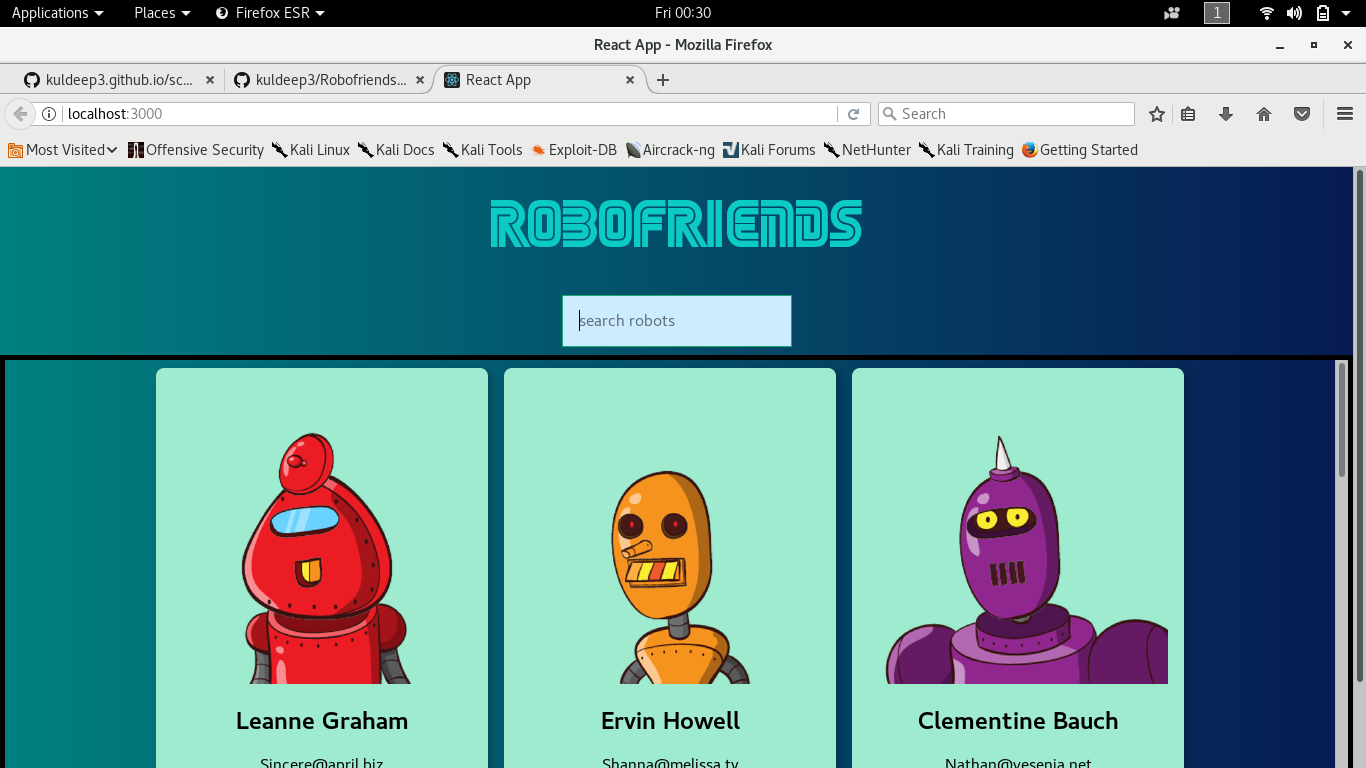 Applications Places Firefox ESR Fri 00:30 1
React App - Mozilla Firefox
kuldeep3.github.io/sc... kuldeep3/Robofriends... React App
localhost:3000 Search
Most Visited Offensive Security Kali Linux Kali Docs Kali Tools Exploit-DB Aircrack-ng Kali Forums NetHunter Kali Training Getting Started
ROBOFRIENDS
search robots
Leanne Graham Ervin Howell Clementine Bauch
Sincere@april.biz Shanna@melissa.tv Nathan@yesenia.net